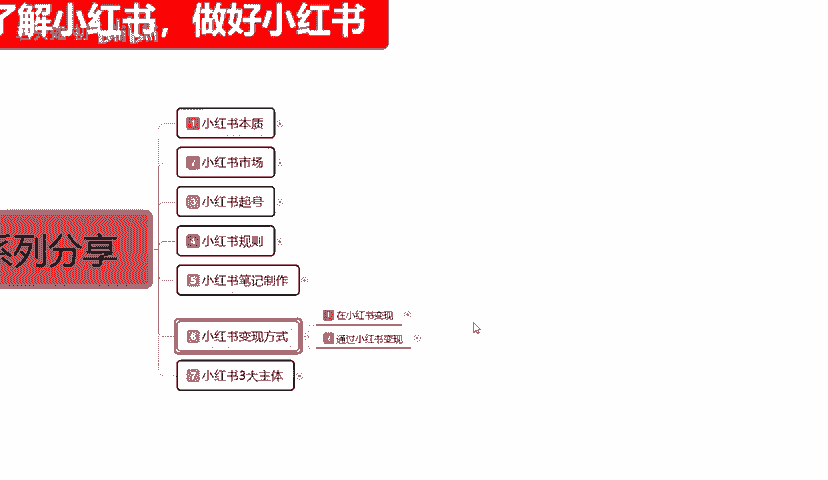 了解小红书，做好小红书
1 小红书本质
2 小红书市场
3 小红书起号
4 小红书规则
系列分享
5 小红书笔记制作
1 在小红书变现
6 小红书变现方式
2 通过小红书变现
7 小红书3大主体